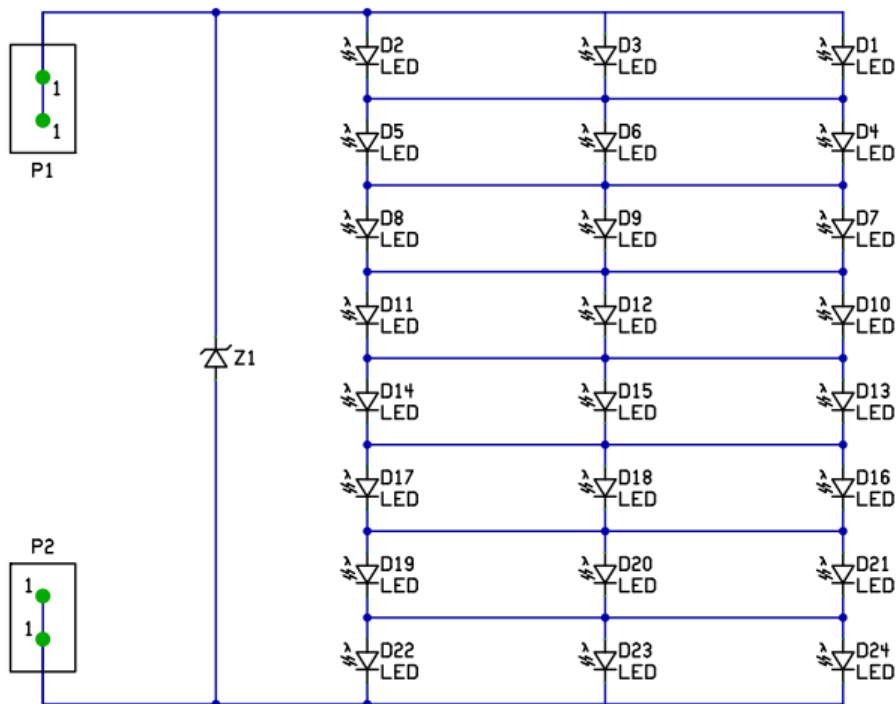 λ D2
LED
λ D3
LED
λ D1
LED
1
1
P1
λ D5
LED
λ D6
LED
λ D4
LED
λ D8
LED
λ D9
LED
λ D7
LED
λ D11
LED
λ D12
LED
λ D10
LED
Z1
λ D14
LED
λ D15
LED
λ D13
LED
λ D17
LED
λ D18
LED
λ D16
LED
P2
1
1
λ D19
LED
λ D20
LED
λ D21
LED
λ D22
LED
λ D23
LED
λ D24
LED